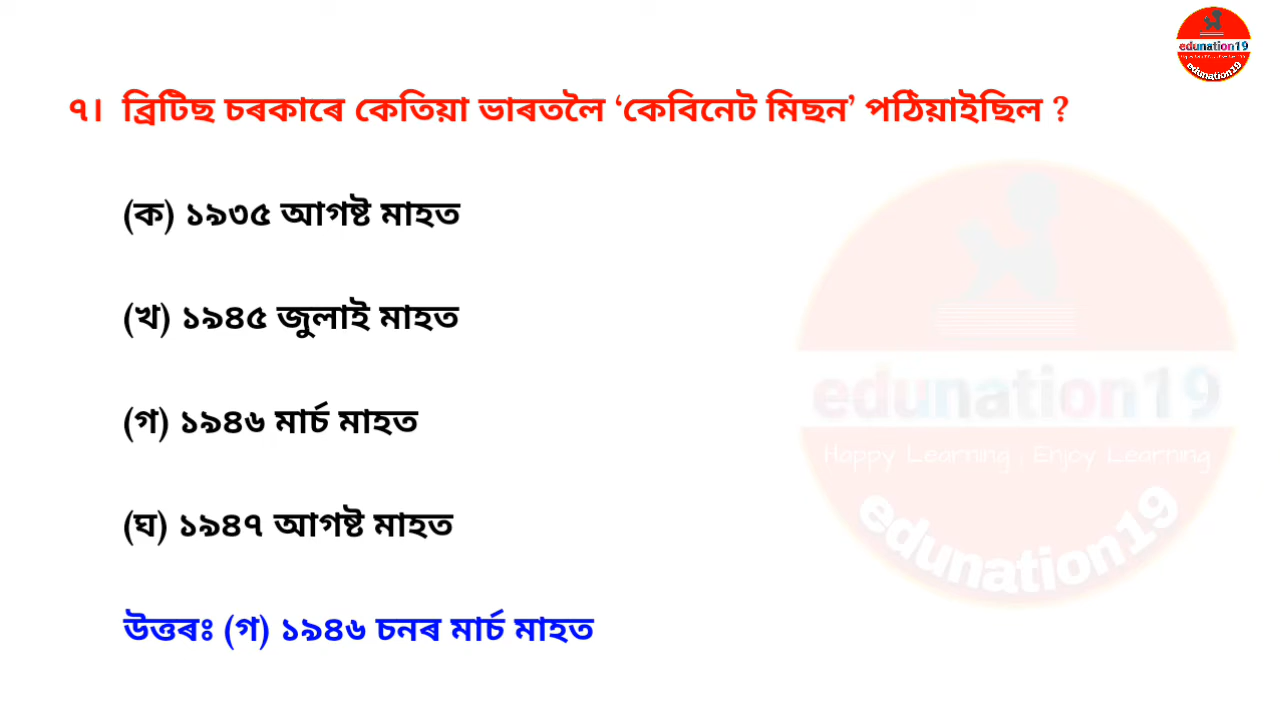 edunation19
edunation19
৭। ব্ৰিটিছ চৰকাৰে কেতিয়া ভাৰতলৈ ‘কেবিনেট মিছন’ পঠিয়াইছিল ?
(ক) ১৯৩৫ আগষ্ট মাহত
(খ) ১৯৪৫ জুলাই মাহত
(গ) ১৯৪৬ মাৰ্চ মাহত
(ঘ) ১৯৪৭ আগষ্ট মাহত
উত্তৰঃ (গ) ১৯৪৬ চনৰ মাৰ্চ মাহত
edunation19
Happy Learning , Enjoy Learning
edunation19